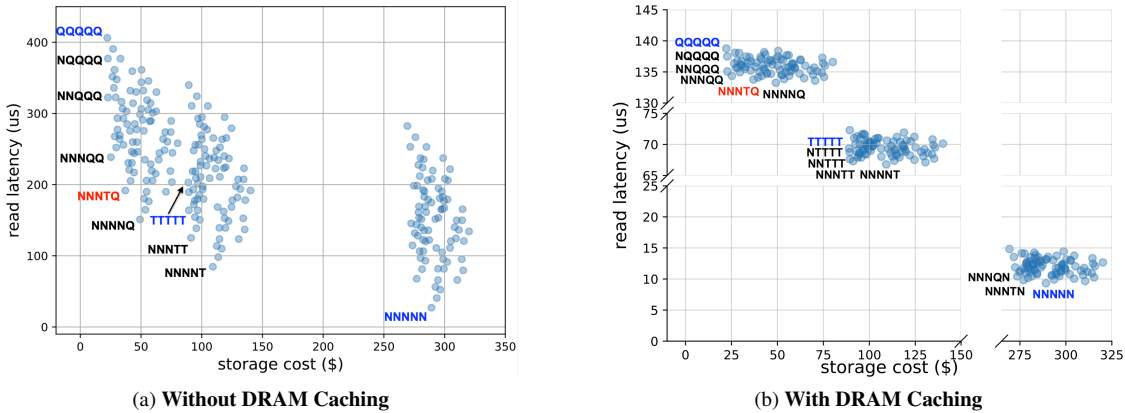 400
300
200
100
0
read latency (us)
QQQQQ
NQQQQ
NNQQQ
NNNQQ
NNNTQ
NNNNQ
TTTTT
NNNTT
NNNNT
NNNNN
0 50 100 150 200 250 300 350
storage cost ($)
(a) Without DRAM Caching
145
140
135
130
75
70
65
25
20
15
10
5
0
read latency (us)
QQQQQ
NQQQQ
NNQQQ
NNNQQ
NNNTQ
NNNNQ
TTTTT
NTTTT
NNTTT
NNNTT NNNNT
NNNQN
NNNTN
NNNNN
0 25 50 75 100 125 150 275 300 325
storage cost ($)
(b) With DRAM Caching